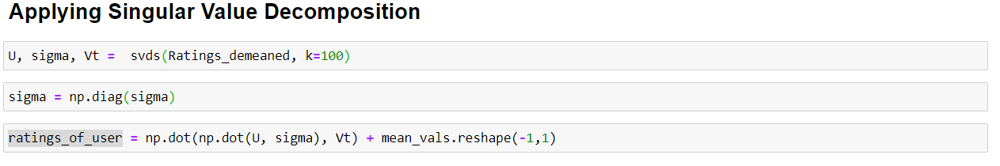 Applying Singular Value Decomposition
U, sigma, Vt =  svds(Ratings_demeaned, k=100)
sigma = np.diag(sigma)
ratings_of_user = np.dot(np.dot(U, sigma), Vt) + mean_vals.reshape(-1,1)